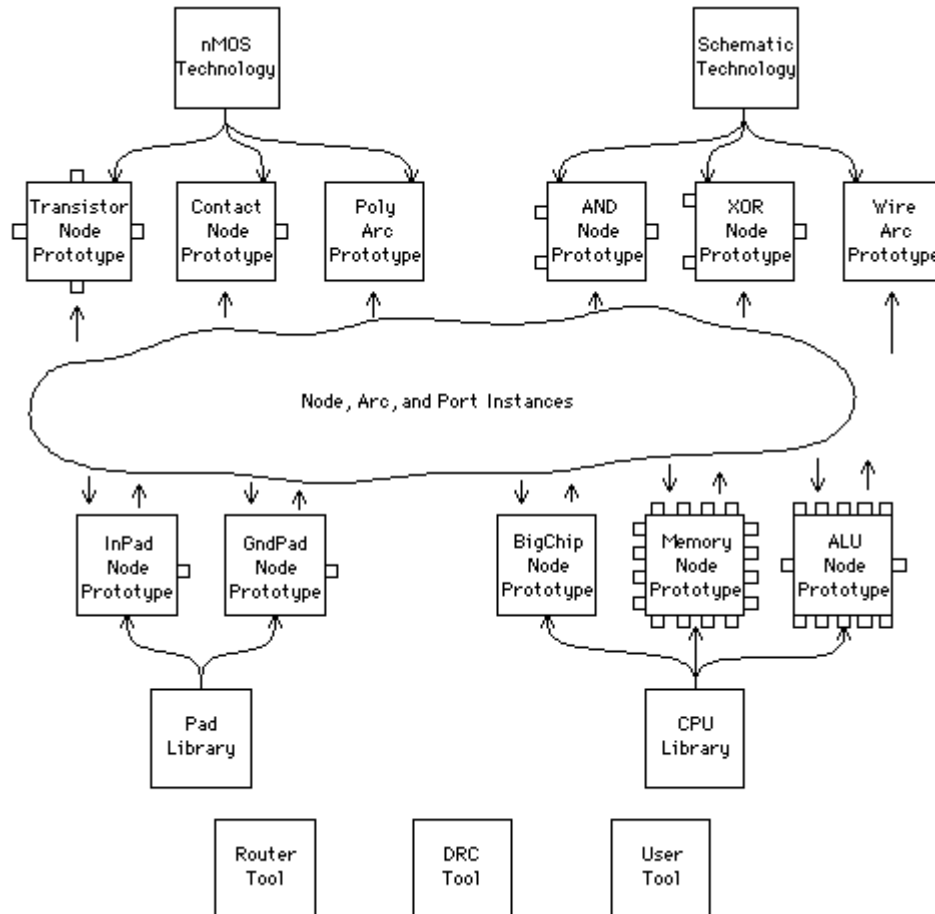 nMOS
Technology
Schematic
Technology
Transistor
Node
Prototype
Contact
Node
Prototype
Poly
Arc
Prototype
AND
Node
Prototype
XOR
Node
Prototype
Wire
Arc
Prototype
Node, Arc, and Port Instances
InPad
Node
Prototype
GndPad
Node
Prototype
BigChip
Node
Prototype
Memory
Node
Prototype
ALU
Node
Prototype
Pad
Library
CPU
Library
Router
Tool
DRC
Tool
User
Tool